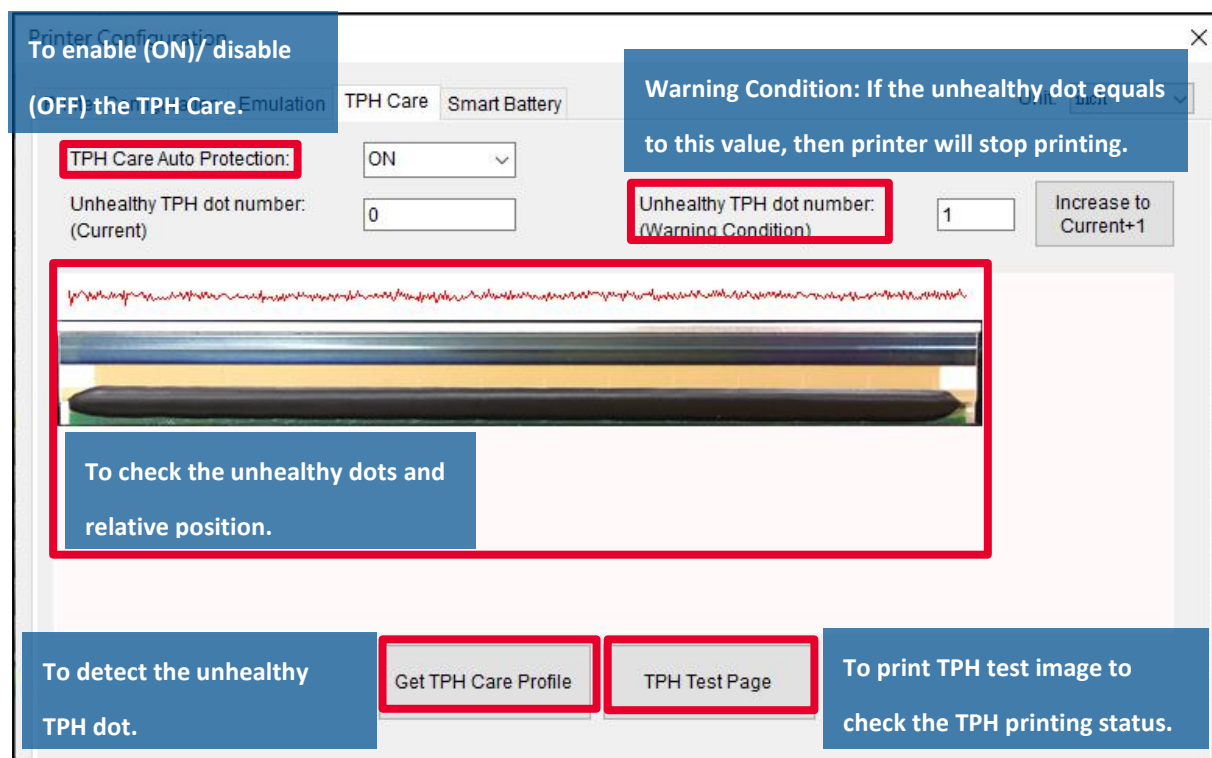 Printer Configuration
To enable (ON)/ disable
(OFF) the TPH Care.
Emulation
TPH Care
Smart Battery
Unit:
Warning Condition: If the unhealthy dot equals
to this value, then printer will stop printing.
TPH Care Auto Protection:
ON
Unhealthy TPH dot number:
(Current)
0
Unhealthy TPH dot number:
(Warning Condition)
1
Increase to
Current+1
To check the unhealthy dots and
relative position.
To detect the unhealthy
TPH dot.
Get TPH Care Profile
TPH Test Page
To print TPH test image to
check the TPH printing status.